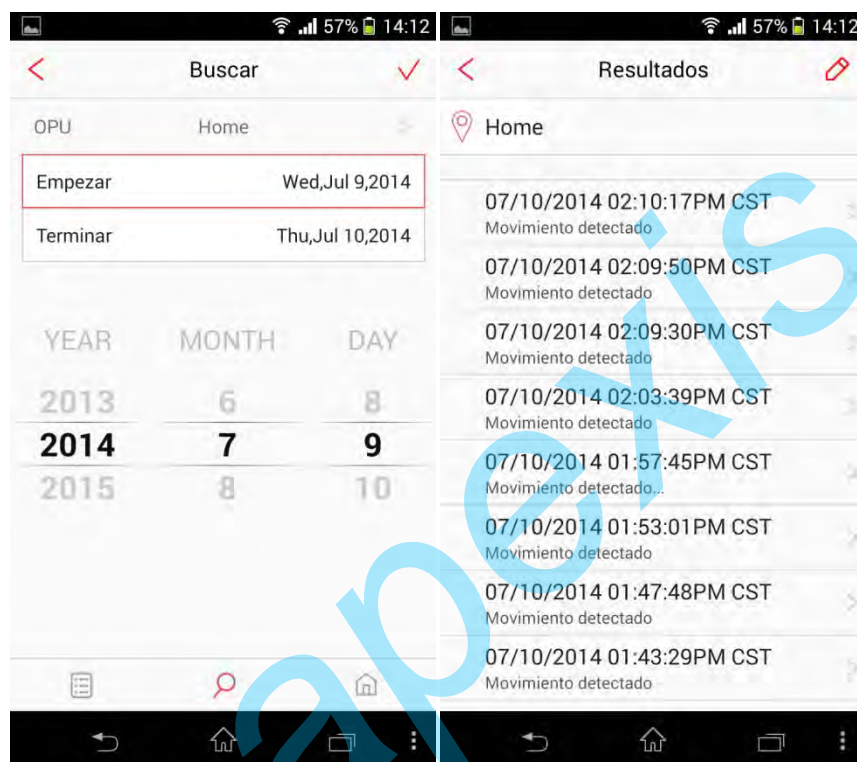 57% 14:12
Buscar
OPU Home
Empezar Wed,Jul 9,2014
Terminar Thu,Jul 10,2014
YEAR MONTH DAY
2013 6 8
2014 7 9
2015 8 10
57% 14:12
Resultados
Home
07/10/2014 02:10:17PM CST
Movimiento detectado
07/10/2014 02:09:50PM CST
Movimiento detectado
07/10/2014 02:09:30PM CST
Movimiento detectado
07/10/2014 02:03:39PM CST
Movimiento detectado
07/10/2014 01:57:45PM CST
Movimiento detectado...
07/10/2014 01:53:01PM CST
Movimiento detectado
07/10/2014 01:47:48PM CST
Movimiento detectado
07/10/2014 01:43:29PM CST
Movimiento detectado
apexis